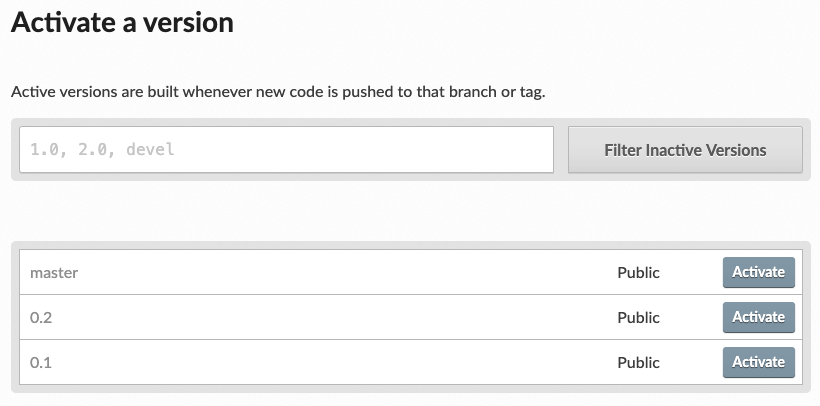 Activate a version
Active versions are built whenever new code is pushed to that branch or tag.
1.0, 2.0, devel
Filter Inactive Versions
master Public Activate
0.2 Public Activate
0.1 Public Activate